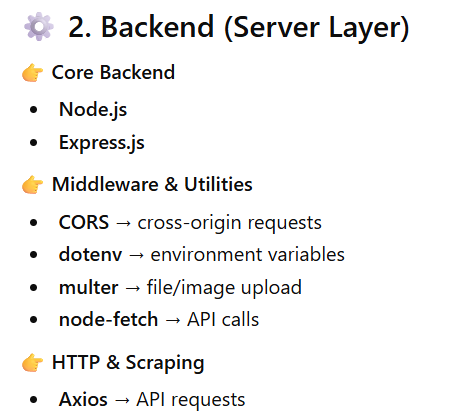 ⚙️ 2. Backend (Server Layer)
👉 Core Backend
• Node.js
• Express.js
👉 Middleware & Utilities
• CORS → cross-origin requests
• dotenv → environment variables
• multer → file/image upload
• node-fetch → API calls
👉 HTTP & Scraping
• Axios → API requests